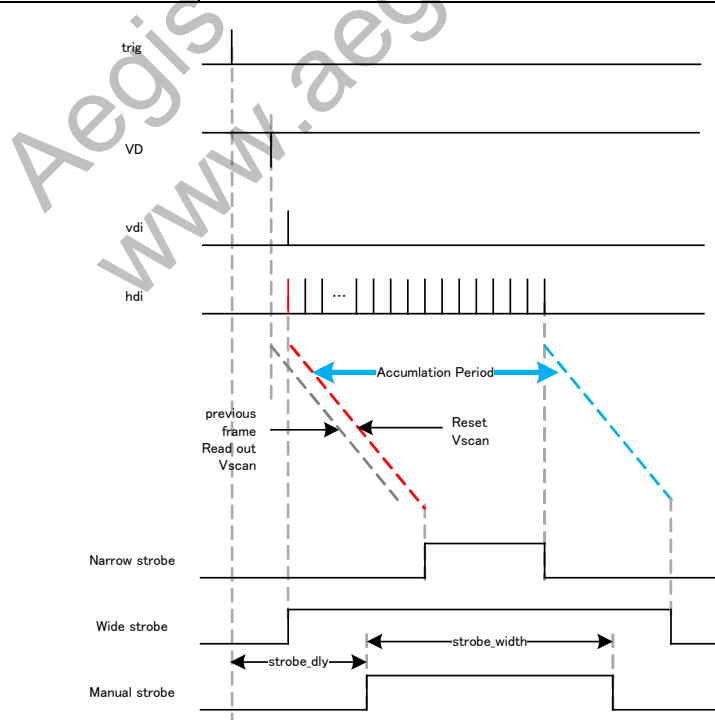 Aegis
www.aeg
trig
VD
vdi
hdi
...
Accumlation Period
previous
frame
Read out
Vscan
Reset
Vscan
Narrow strobe
Wide strobe
strobe_width
strobe_dly
Manual strobe